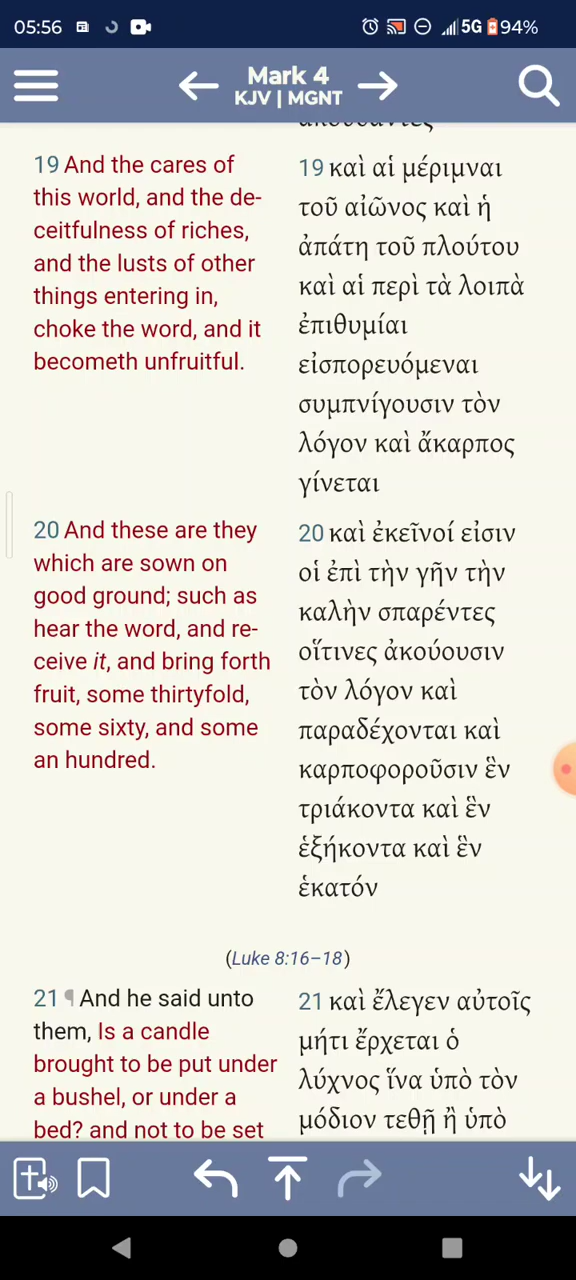 05:56
5G 94%
Mark 4
KJV | MGNT
ἀκούσαντες
19 And the cares of
this world, and the de-
ceitfulness of riches,
and the lusts of other
things entering in,
choke the word, and it
becometh unfruitful.
19 καὶ αἱ μέριμναι
τοῦ αἰῶνος καὶ ἡ
ἀπάτη τοῦ πλούτου
καὶ αἱ περὶ τὰ λοιπὰ
ἐπιθυμίαι
εἰσπορευόμεναι
συμπνίγουσιν τὸν
λόγον καὶ ἄκαρπος
γίνεται
20 And these are they
which are sown on
good ground; such as
hear the word, and re-
ceive it, and bring forth
fruit, some thirtyfold,
some sixty, and some
an hundred.
20 καὶ ἐκεῖνοί εἰσιν
οἱ ἐπὶ τὴν γῆν τὴν
καλὴν σπαρέντες
οἵτινες ἀκούουσιν
τὸν λόγον καὶ
παραδέχονται καὶ
καρποφοροῦσιν ἓν
τριάκοντα καὶ ἓν
ἑξήκοντα καὶ ἓν
ἑκατόν
(Luke 8:16–18)
21 ¶ And he said unto
them, Is a candle
brought to be put under
a bushel, or under a
bed? and not to be set
21 καὶ ἔλεγεν αὐτοῖς
μήτι ἔρχεται ὁ
λύχνος ἵνα ὑπὸ τὸν
μόδιον τεθῇ ἢ ὑπὸ